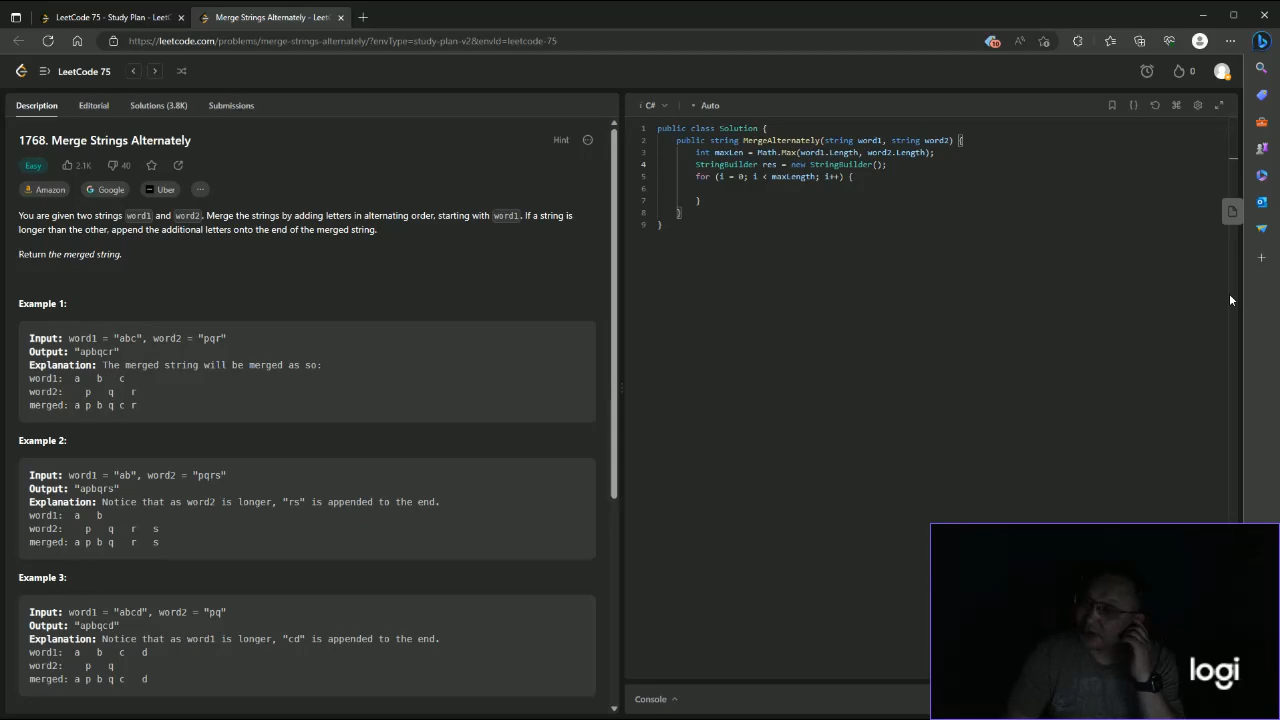 LeetCode 75 - Study Plan - LeetC
Merge Strings Alternately - LeetC
https://leetcode.com/problems/merge-strings-alternately/?envType=study-plan-v2&envId=leetcode-75
LeetCode 75
0
Description
Editorial
Solutions (3.8K)
Submissions
C#
Auto
1768. Merge Strings Alternately
Hint
Easy
2.1K
40
Amazon
Google
Uber
You are given two strings word1 and word2. Merge the strings by adding letters in alternating order, starting with word1. If a string is
longer than the other, append the additional letters onto the end of the merged string.
Return the merged string.
Example 1:
Input: word1 = "abc", word2 = "pqr"
Output: "apbqcr"
Explanation: The merged string will be merged as so:
word1: a b c
word2: p q r
merged: a p b q c r
Example 2:
Input: word1 = "ab", word2 = "pqrs"
Output: "apbqrs"
Explanation: Notice that as word2 is longer, "rs" is appended to the end.
word1: a b
word2: p q r s
merged: a p b q r s
Example 3:
Input: word1 = "abcd", word2 = "pq"
Output: "apbqcd"
Explanation: Notice that as word1 is longer, "cd" is appended to the end.
word1: a b c d
word2: p q
merged: a p b q c d
1 public class Solution {
2 public string MergeAlternately(string word1, string word2) {
3 int maxLen = Math.Max(word1.Length, word2.Length);
4 StringBuilder res = new StringBuilder();
5 for (i = 0; i < maxLength; i++) {
6
7 }
8 }
9 }
Console
logi